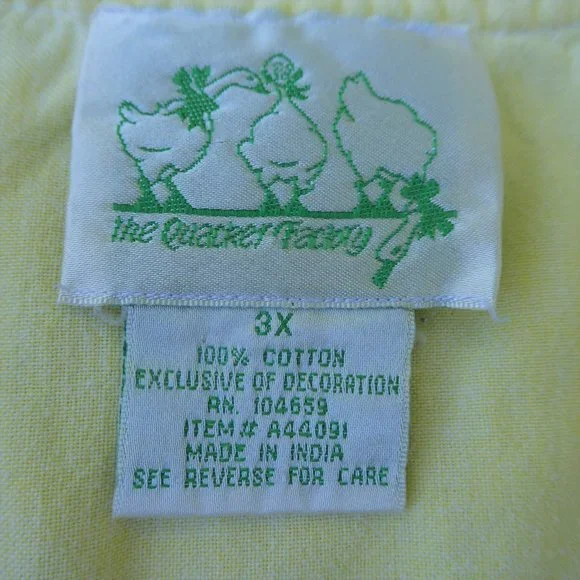 the Quacker Factory
3X
100% COTTON
EXCLUSIVE OF DECORATION
RN. 104659
ITEM# A44091
MADE IN INDIA
SEE REVERSE FOR CARE